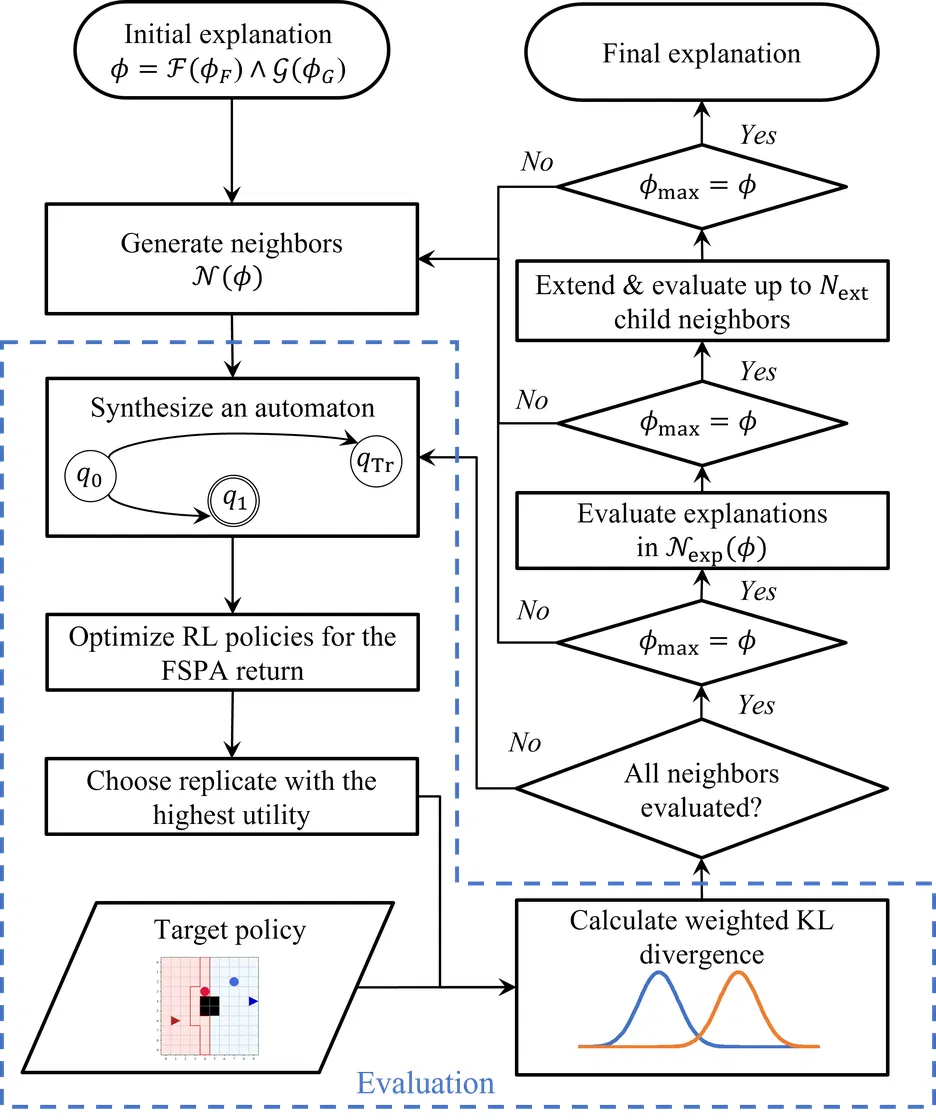 Initial explanation
ϕ = ℱ(ϕ_F) ∧ 𝒢(ϕ_G)
Generate neighbors
𝒩(ϕ)
Synthesize an automaton
q_0
q_1
q_Tr
Optimize RL policies for the
FSPA return
Choose replicate with the
highest utility
Target policy
Evaluation
Calculate weighted KL
divergence
All neighbors
evaluated?
No
Yes
ϕ_max = ϕ
No
Yes
Evaluate explanations
in 𝒩_exp(ϕ)
ϕ_max = ϕ
No
Yes
Extend & evaluate up to N_ext
child neighbors
ϕ_max = ϕ
No
Yes
Final explanation